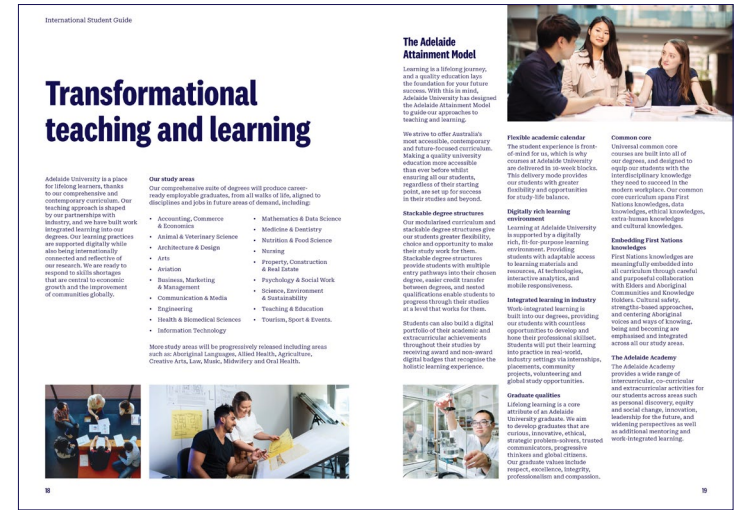 International Student Guide
Transformational
teaching and learning
Adelaide University is a place
for lifelong learners, thanks
to our comprehensive and
contemporary curriculum. Our
teaching approach is shaped
by our partnerships with
industry, and we have built work
integrated learning into our
degrees. Our learning practices
are supported digitally while
also being internationally
connected and reflective of
our research. We are ready to
respond to skills shortages
that are central to economic
growth and the improvement
of communities globally.
Our study areas
Our comprehensive suite of degrees will produce career-
ready employable graduates, from all walks of life, aligned to
disciplines and jobs in future areas of demand, including:
• Accounting, Commerce
& Economics
• Animal & Veterinary Science
• Architecture & Design
• Arts
• Aviation
• Business, Marketing
& Management
• Communication & Media
• Engineering
• Health & Biomedical Sciences
• Information Technology
• Mathematics & Data Science
• Medicine & Dentistry
• Nutrition & Food Science
• Nursing
• Property, Construction
& Real Estate
• Psychology & Social Work
• Science, Environment
& Sustainability
• Teaching & Education
• Tourism, Sport & Events.
More study areas will be progressively released including areas
such as: Aboriginal Languages, Allied Health, Agriculture,
Creative Arts, Law, Music, Midwifery and Oral Health.
18
The Adelaide
Attainment Model
Learning is a lifelong journey,
and a quality education lays
the foundation for your future
success. With this in mind,
Adelaide University has designed
the Adelaide Attainment Model
to guide our approaches to
teaching and learning.
We strive to offer Australia's
most accessible, contemporary
and future-focused curriculum.
Making a quality university
education more accessible
than ever before whilst
ensuring all our students,
regardless of their starting
point, are set up for success
in their studies and beyond.
Stackable degree structures
Our modularised curriculum and
stackable degree structures give
our students greater flexibility,
choice and opportunity to make
their study work for them.
Stackable degree structures
provide students with multiple
entry pathways into their chosen
degree, easier credit transfer
between degrees, and nested
qualifications enable students to
progress through their studies
at a level that works for them.
Students can also build a digital
portfolio of their academic and
extracurricular achievements
throughout their studies by
receiving award and non-award
digital badges that recognise the
holistic learning experience.
Flexible academic calendar
The student experience is front-
of-mind for us, which is why
courses at Adelaide University
are delivered in 10-week blocks.
This delivery mode provides
our students with greater
flexibility and opportunities
for study-life balance.
Digitally rich learning
environment
Learning at Adelaide University
is supported by a digitally
rich, fit-for-purpose learning
environment. Providing
students with adaptable access
to learning materials and
resources, AI technologies,
interactive analytics, and
mobile responsiveness.
Integrated learning in industry
Work-integrated learning is
built into our degrees, providing
our students with countless
opportunities to develop and
hone their professional skillset.
Students will put their learning
into practice in real-world,
industry settings via internships,
placements, community
projects, volunteering and
global study opportunities.
Graduate qualities
Lifelong learning is a core
attribute of an Adelaide
University graduate. We aim
to develop graduates that are
curious, innovative, ethical,
strategic problem-solvers, trusted
communicators, progressive
thinkers and global citizens.
Our graduate values include
respect, excellence, integrity,
professionalism and compassion.
Common core
Universal common core
courses are built into all of
our degrees, and designed to
equip our students with the
interdisciplinary knowledge
they need to succeed in the
modern workplace. Our common
core curriculum spans First
Nations knowledges, data
knowledges, ethical knowledges,
extra-human knowledges
and cultural knowledges.
Embedding First Nations
knowledges
First Nations knowledges are
meaningfully embedded into
all curriculum through careful
and purposeful collaboration
with Elders and Aboriginal
Communities and Knowledge
Holders. Cultural safety,
strengths-based approaches,
and centering Aboriginal
voices and ways of knowing,
being and becoming are
emphasised and integrated
across all our study areas.
The Adelaide Academy
The Adelaide Academy
provides a wide range of
intercurricular, co-curricular
and extracurricular activities for
our students across areas such
as personal discovery, equity
and social change, innovation,
leadership for the future, and
widening perspectives as well
as additional mentoring and
work-integrated learning.
19